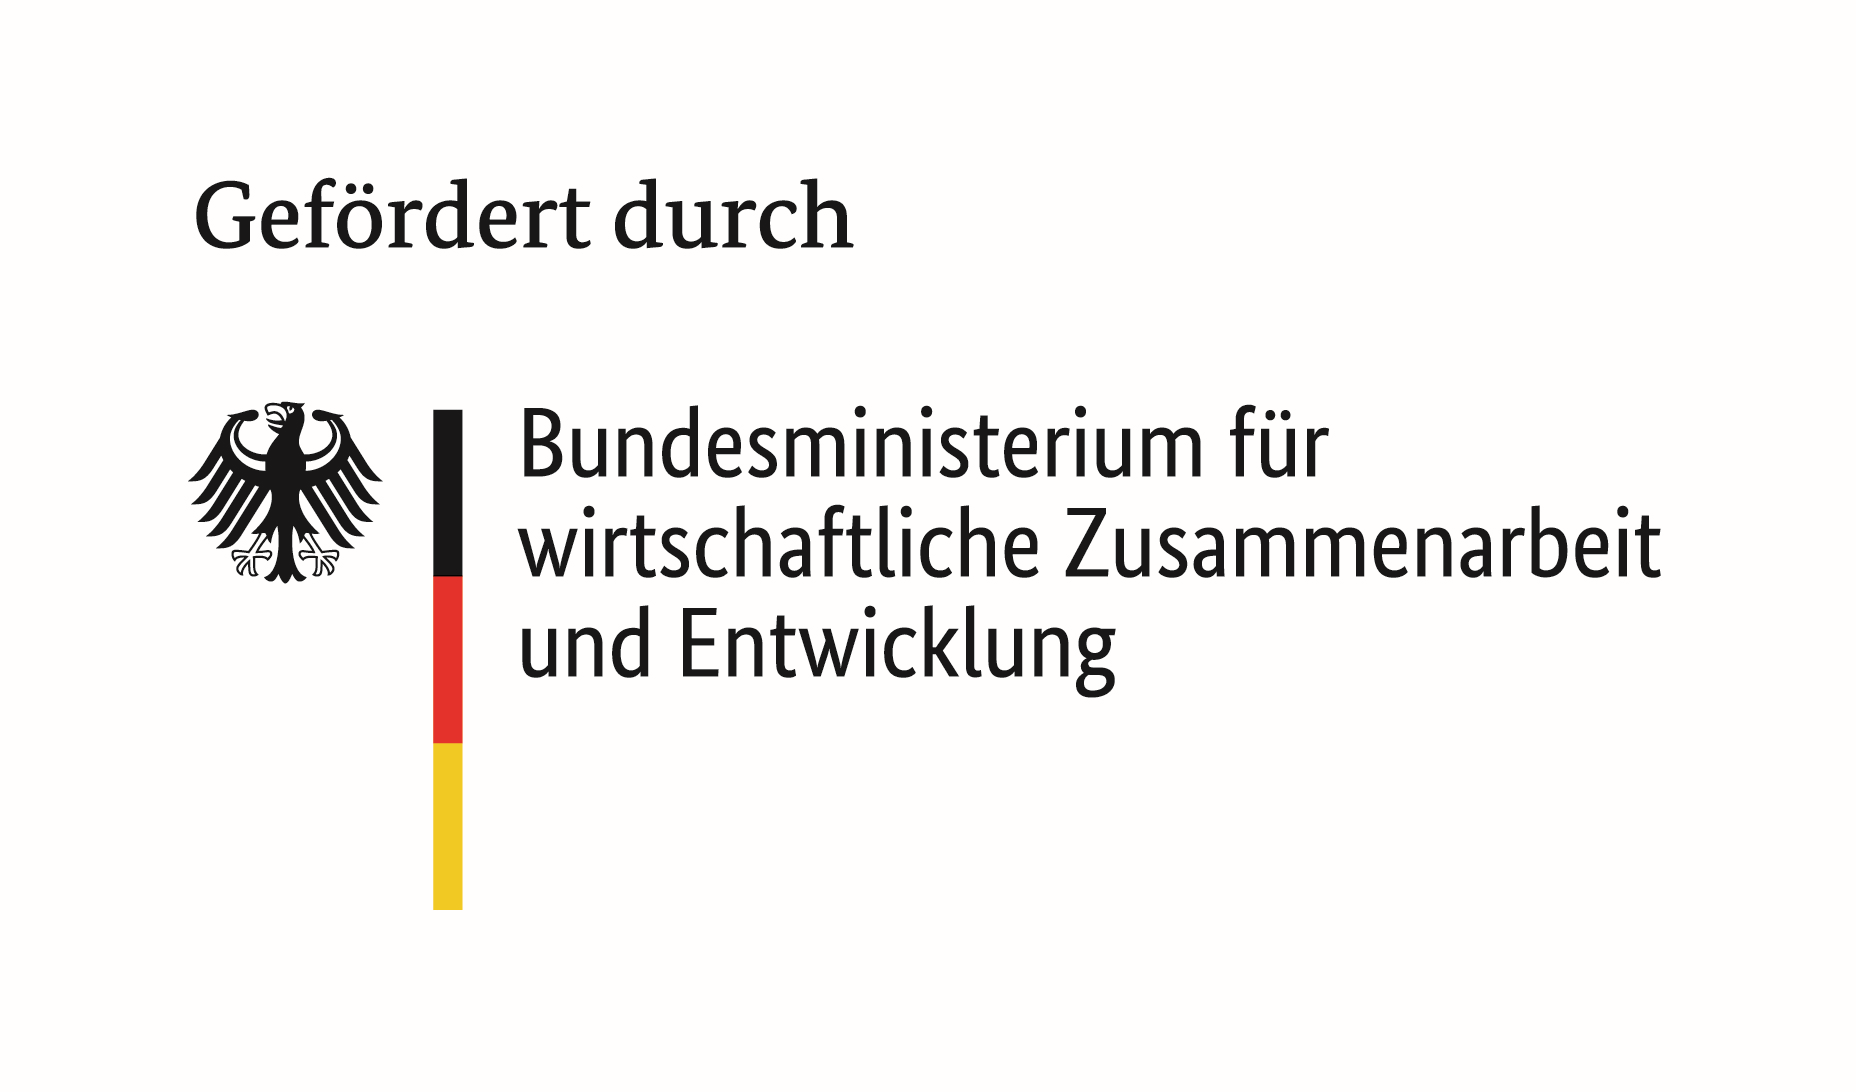 Gefördert durch
Bundesministerium für
wirtschaftliche Zusammenarbeit
und Entwicklung